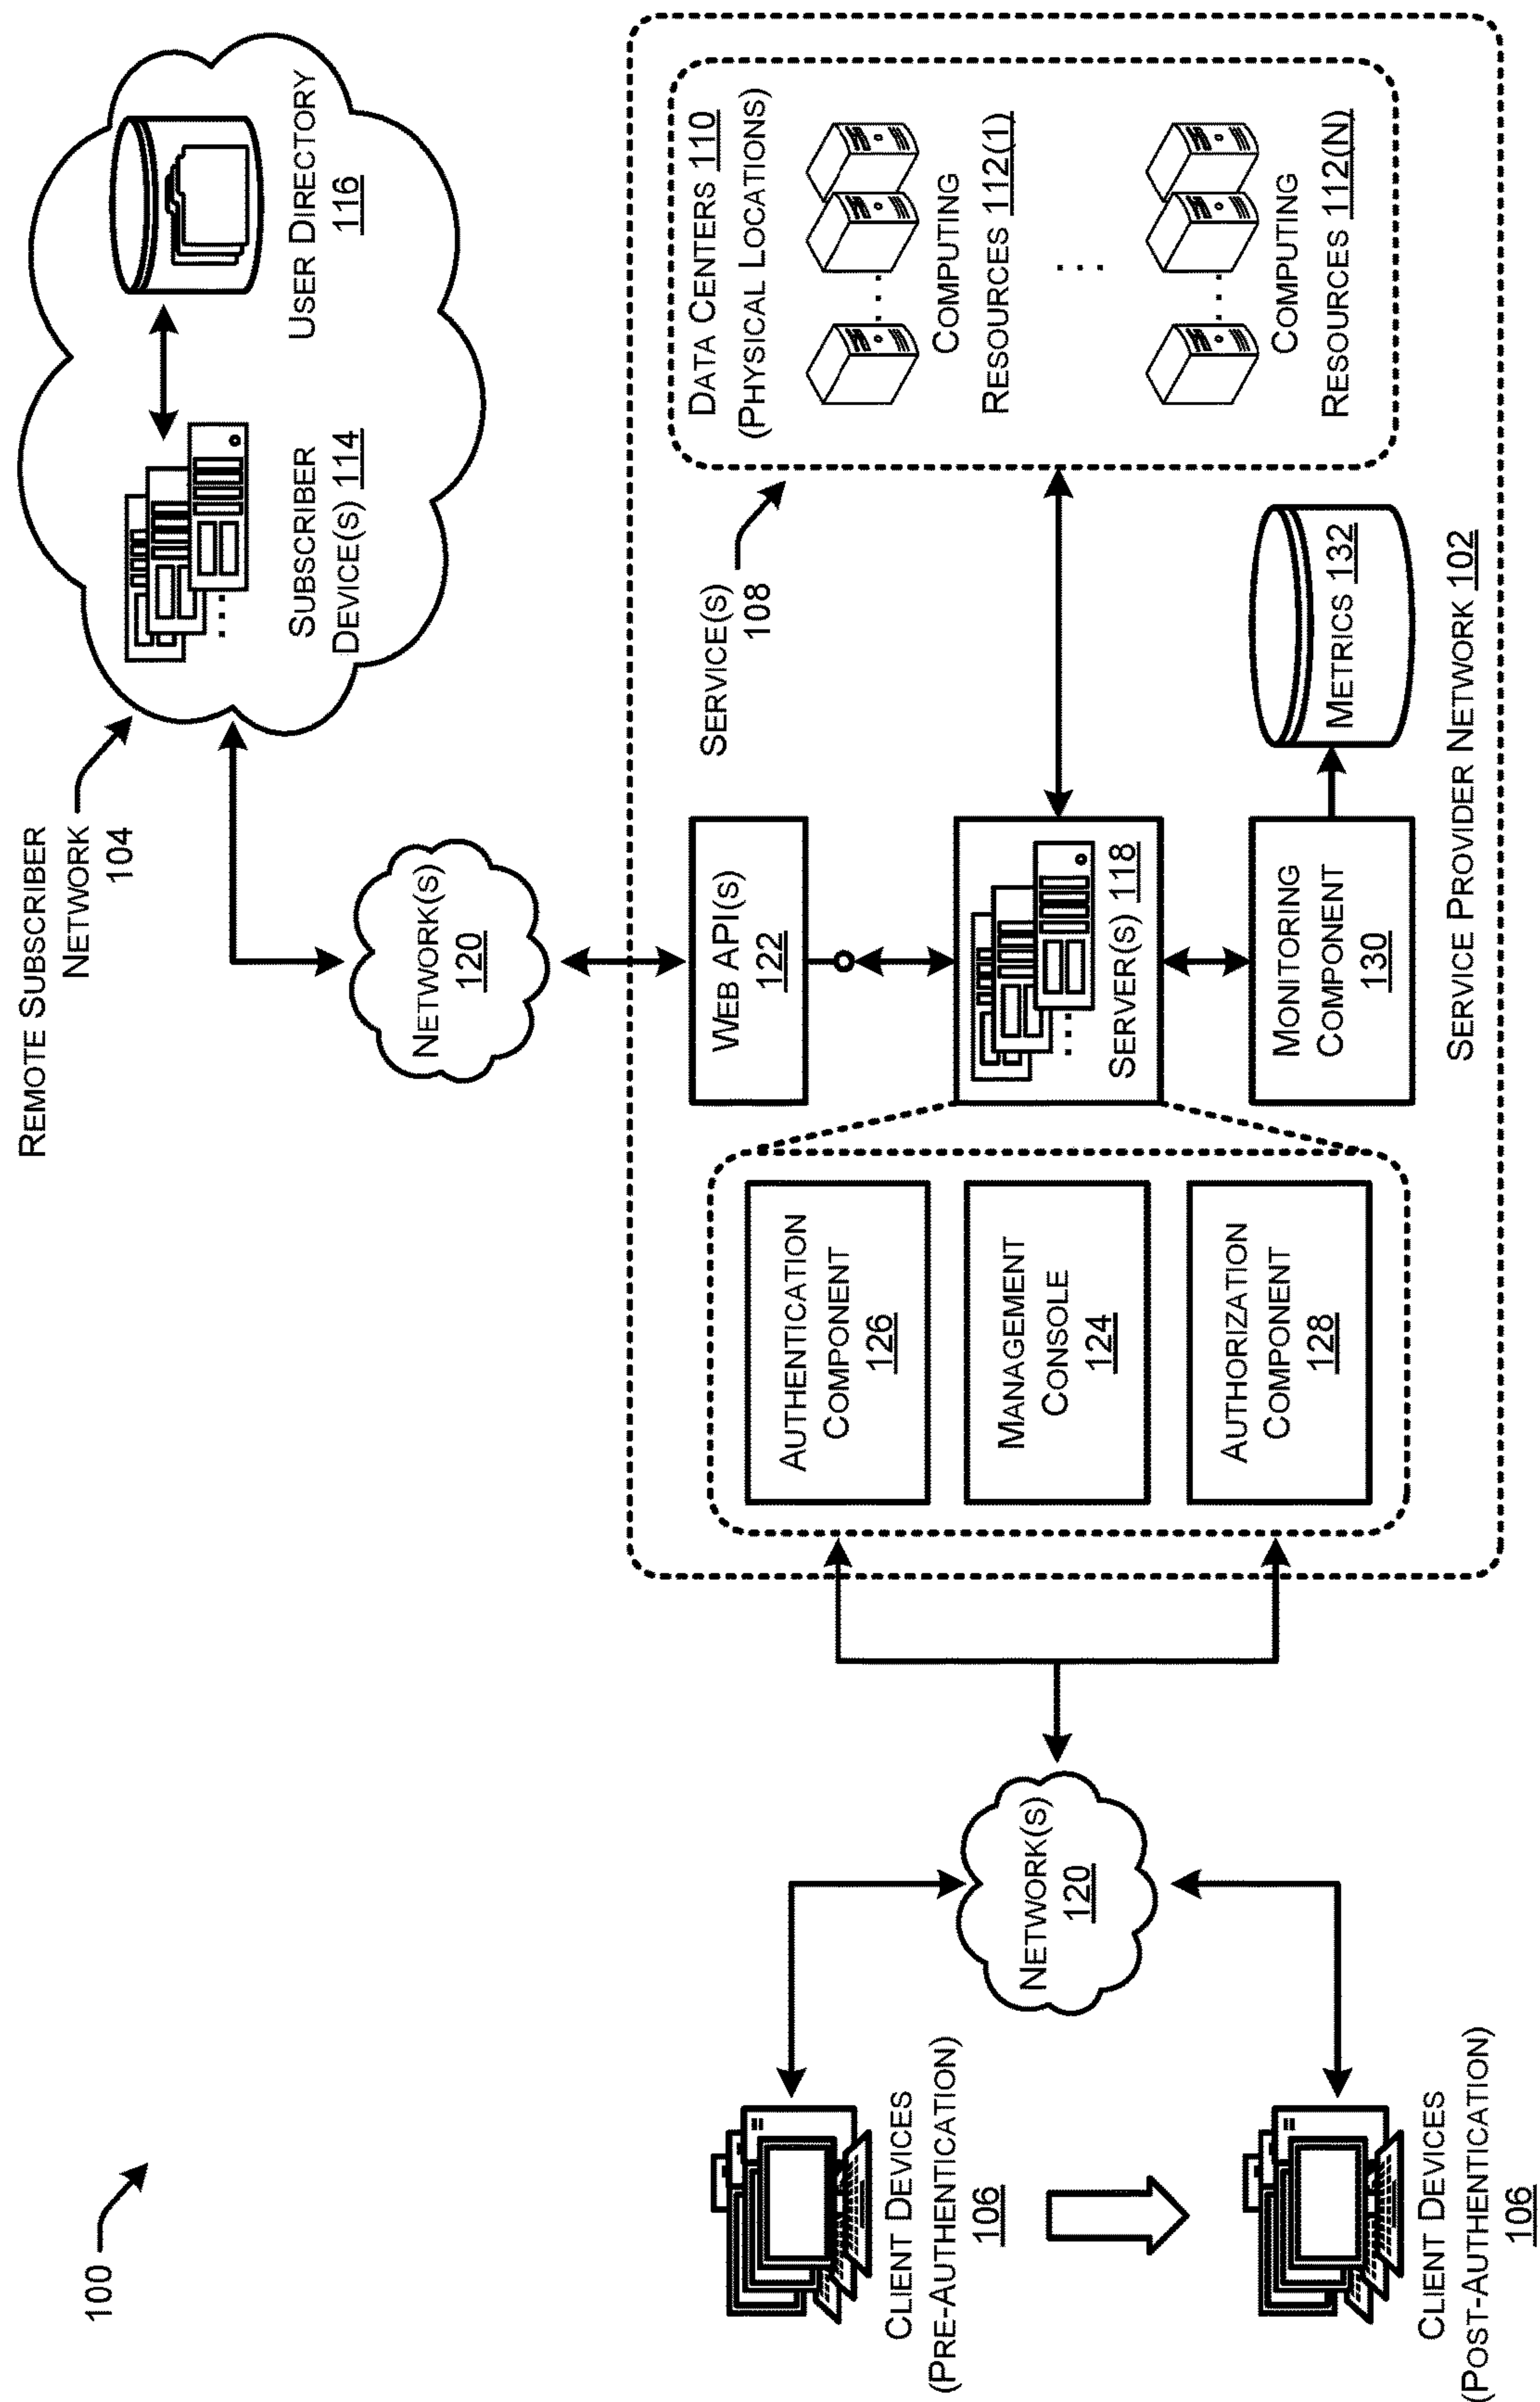 100
REMOTE SUBSCRIBER
NETWORK
104
SUBSCRIBER
DEVICE(S) 114
USER DIRECTORY
116
NETWORK(S)
120
SERVICE(S)
108
DATA CENTERS 110
(PHYSICAL LOCATIONS)
COMPUTING
RESOURCES 112(1)
COMPUTING
RESOURCES 112(N)
WEB API(S)
122
SERVER(S) 118
MONITORING
COMPONENT
130
METRICS 132
SERVICE PROVIDER NETWORK 102
AUTHENTICATION
COMPONENT
126
MANAGEMENT
CONSOLE
124
AUTHORIZATION
COMPONENT
128
NETWORK(S)
120
CLIENT DEVICES
(PRE-AUTHENTICATION)
106
CLIENT DEVICES
(POST-AUTHENTICATION)
106